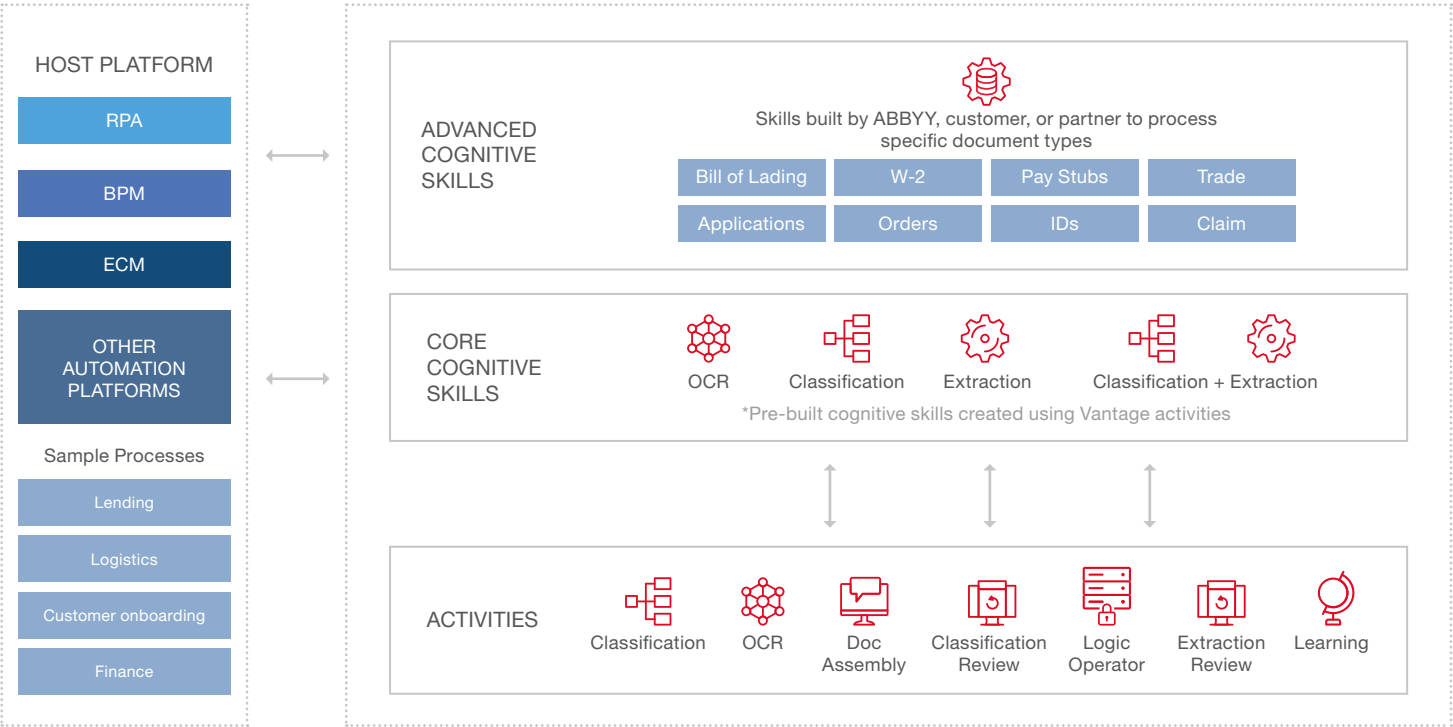 HOST PLATFORM
RPA
BPM
ECM
OTHER
AUTOMATION
PLATFORMS
Sample Processes
Lending
Logistics
Customer onboarding
Finance
ADVANCED
COGNITIVE
SKILLS
Skills built by ABBYY, customer, or partner to process
specific document types
Bill of Lading
W-2
Pay Stubs
Trade
Applications
Orders
IDs
Claim
CORE
COGNITIVE
SKILLS
OCR
Classification
Extraction
Classification + Extraction
*Pre-built cognitive skills created using Vantage activities
ACTIVITIES
Classification
OCR
Doc
Assembly
Classification
Review
Logic
Operator
Extraction
Review
Learning